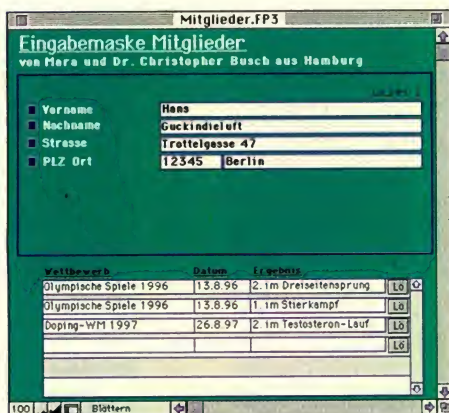 Mitglieder.FP3
Eingabemaske Mitglieder
von Mara und Dr. Christopher Busch aus Hamburg
Vorname Hans
Nachname Guckindieluft
Strasse Trottelgasse 47
PLZ Ort 12345 Berlin
Wettbewerb Datum Ergebnis
Olympische Spiele 1996 13.8.96 2. im Dreiseitensprung Lö
Olympische Spiele 1996 13.8.96 1. im Stierkampf Lö
Doping-WM 1997 26.8.97 2. im Testosteron-Lauf Lö
Lö
100 Blättern